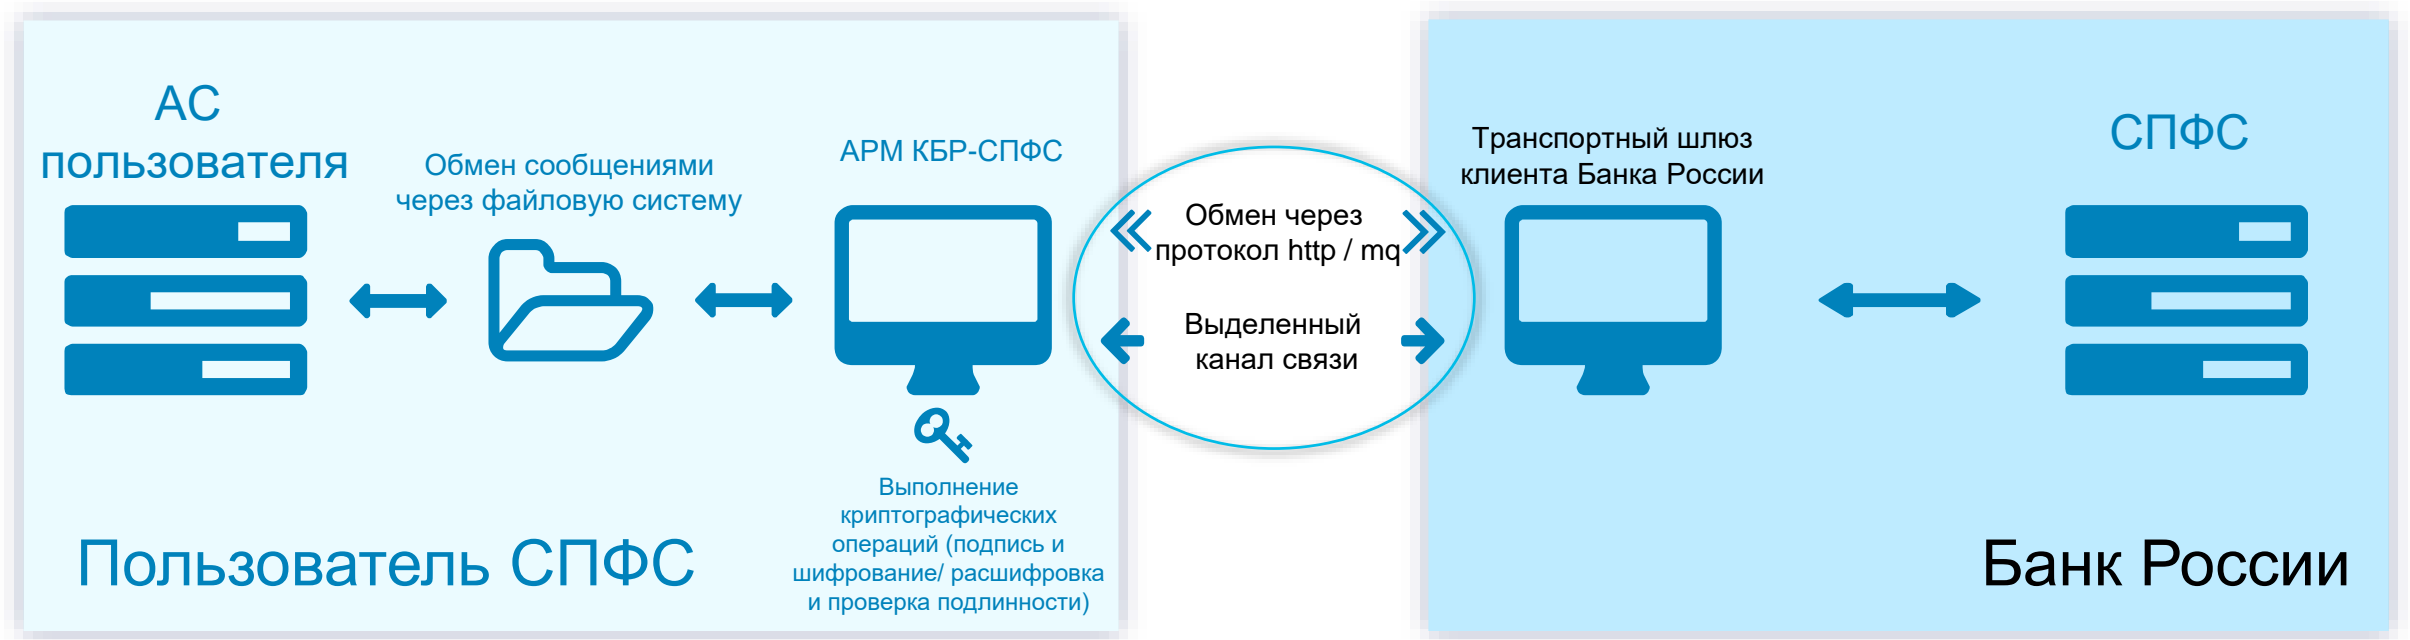 АС
пользователя
Обмен сообщениями
через файловую систему
АРМ КБР-СПФС
Выполнение
криптографических
операций (подпись и
шифрование/ расшифровка
и проверка подлинности)
Пользователь СПФС
Обмен через
протокол http / mq
Выделенный
канал связи
Транспортный шлюз
клиента Банка России
СПФС
Банк России